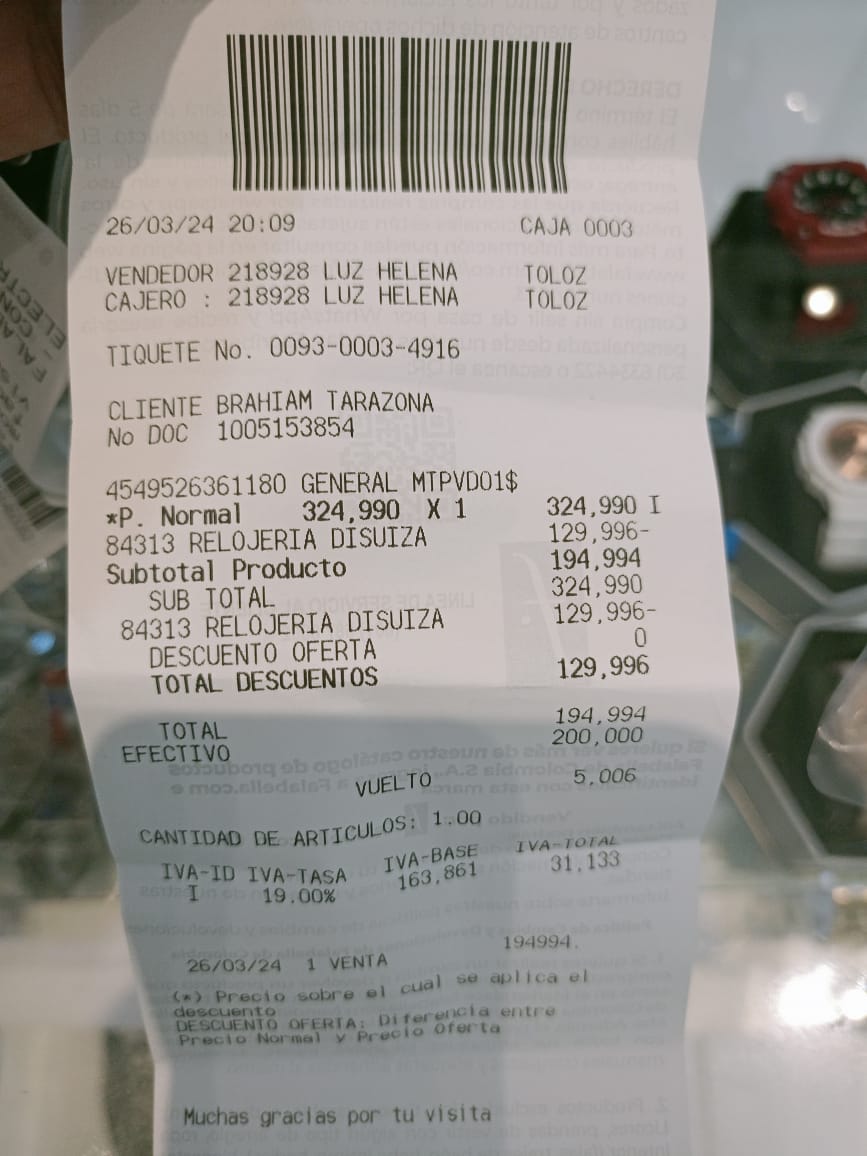 26/03/24 20:09 CAJA 0003
VENDEDOR 218928 LUZ HELENA TOLOZ
CAJERO : 218928 LUZ HELENA TOLOZ
TIQUETE No. 0093-0003-4916
CLIENTE BRAHIAM TARAZONA
No DOC 1005153854
4549526361180 GENERAL MTPVD01$
*P. Normal 324,990 X 1 324,990 I
84313 RELOJERIA DISUIZA 129,996-
Subtotal Producto 194,994
SUB TOTAL 324,990
84313 RELOJERIA DISUIZA 129,996-
DESCUENTO OFERTA 0
TOTAL DESCUENTOS 129,996
TOTAL 194,994
EFECTIVO 200,000
VUELTO 5,006
CANTIDAD DE ARTICULOS: 1.00
IVA-ID IVA-TASA IVA-BASE IVA-TOTAL
I 19.00% 163,861 31,133
194994.
26/03/24 1 VENTA
(*) Precio sobre el cual se aplica el
descuento
DESCUENTO OFERTA: Diferencia entre
Precio Normal y Precio Oferta
Muchas gracias por tu visita